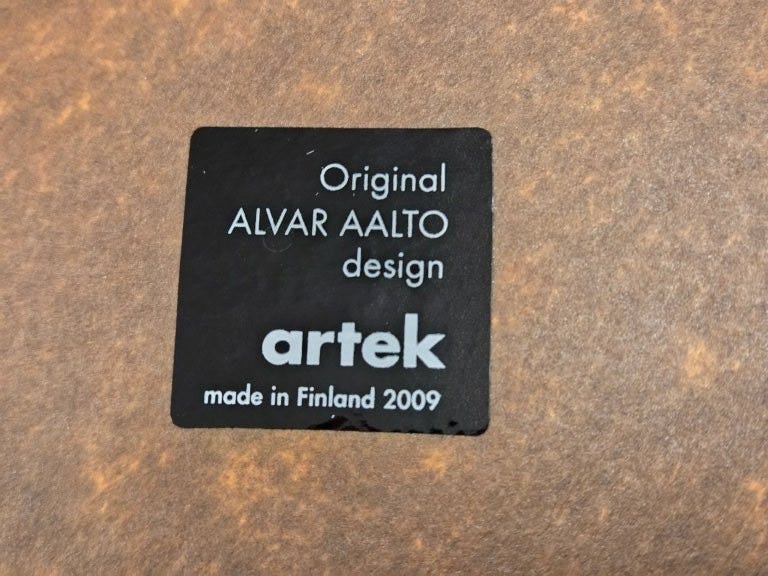 Original
ALVAR AALTO
design
artek
made in Finland 2009